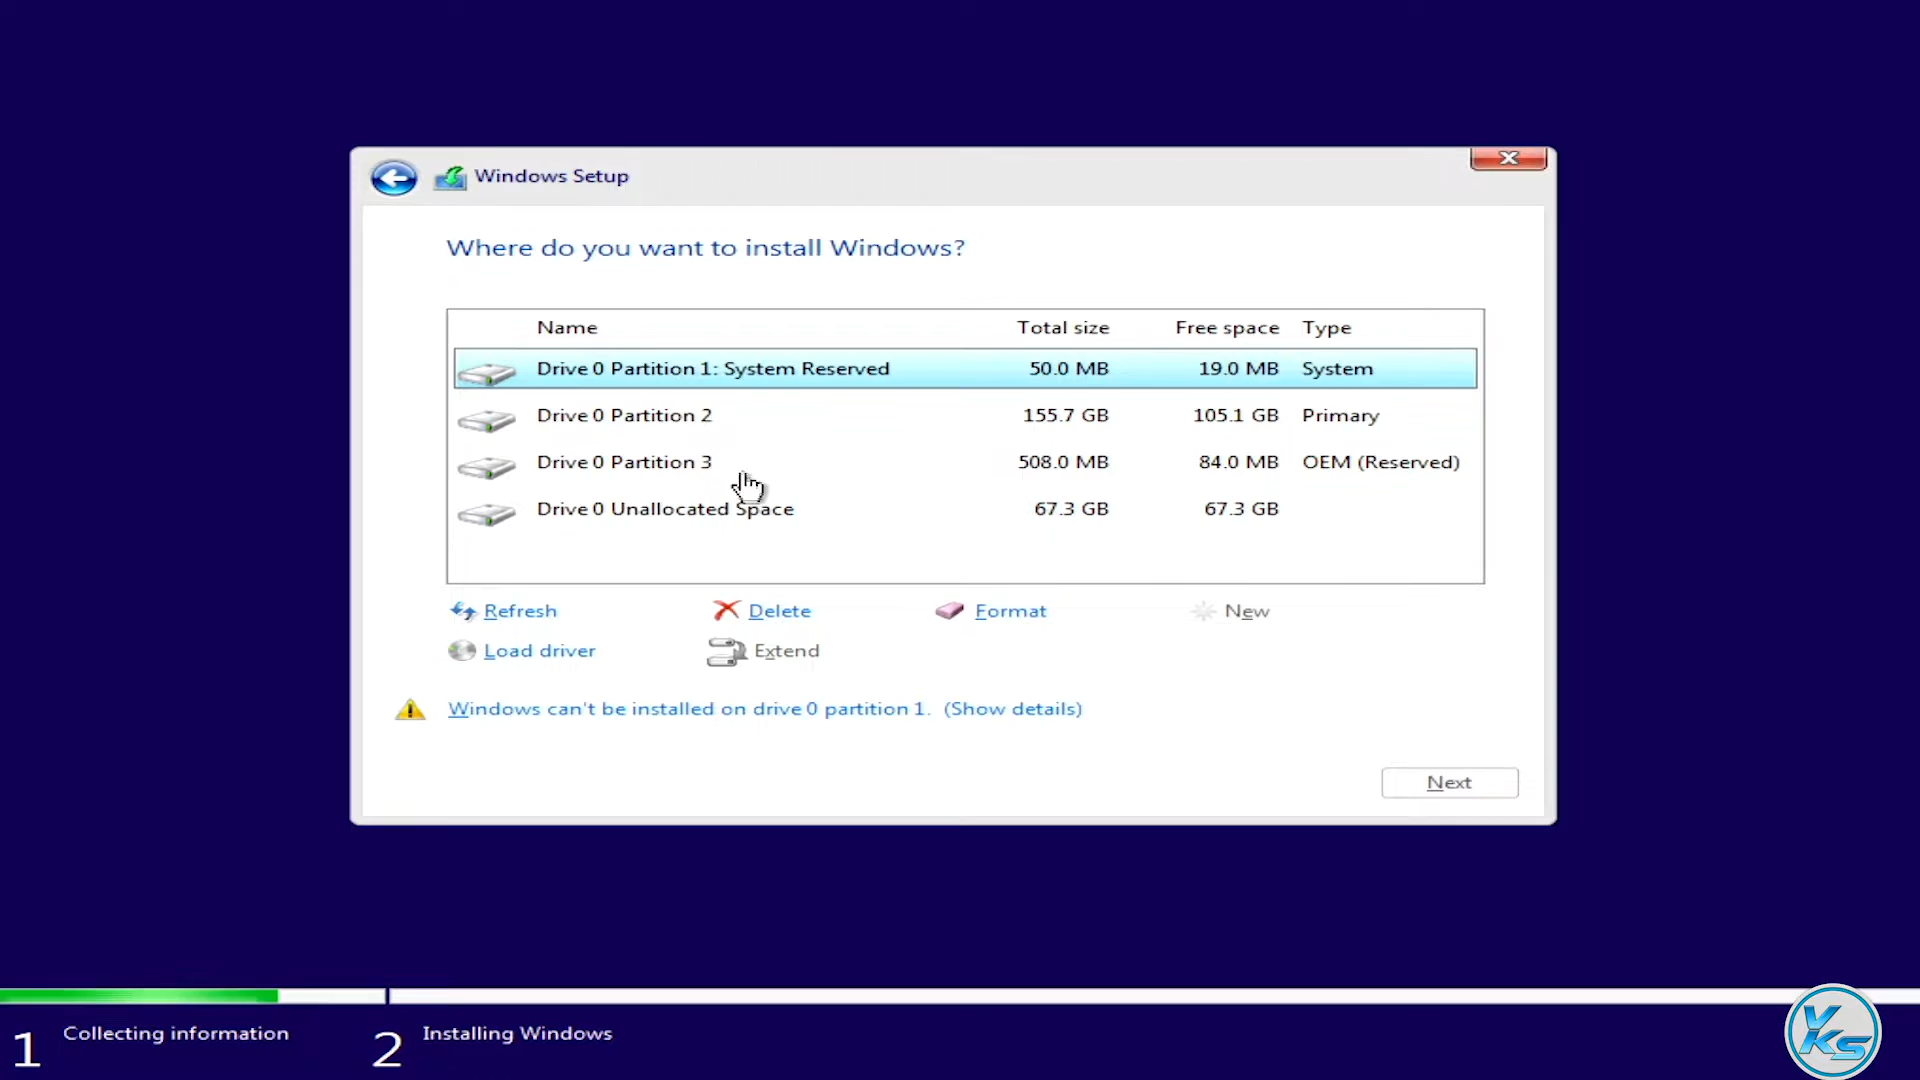 Windows Setup
Where do you want to install Windows?
Name Total size Free space Type
Drive 0 Partition 1: System Reserved 50.0 MB 19.0 MB System
Drive 0 Partition 2 155.7 GB 105.1 GB Primary
Drive 0 Partition 3 508.0 MB 84.0 MB OEM (Reserved)
Drive 0 Unallocated Space 67.3 GB 67.3 GB
Refresh Delete Format New
Load driver Extend
Windows can't be installed on drive 0 partition 1. (Show details)
Next
1 Collecting information 2 Installing Windows
VKS